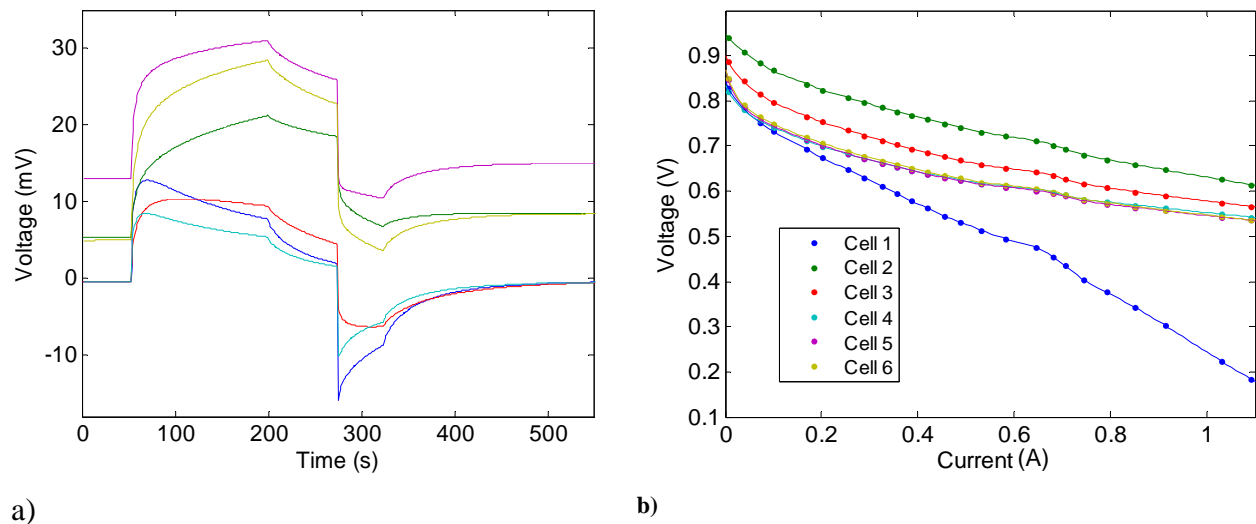 30
20
10
0
-10
Voltage (mV)
0 100 200 300 400 500
Time (s)
a)
0.9
0.8
0.7
0.6
0.5
0.4
0.3
0.2
0.1
Voltage (V)
Cell 1
Cell 2
Cell 3
Cell 4
Cell 5
Cell 6
0 0.2 0.4 0.6 0.8 1
Current (A)
b)